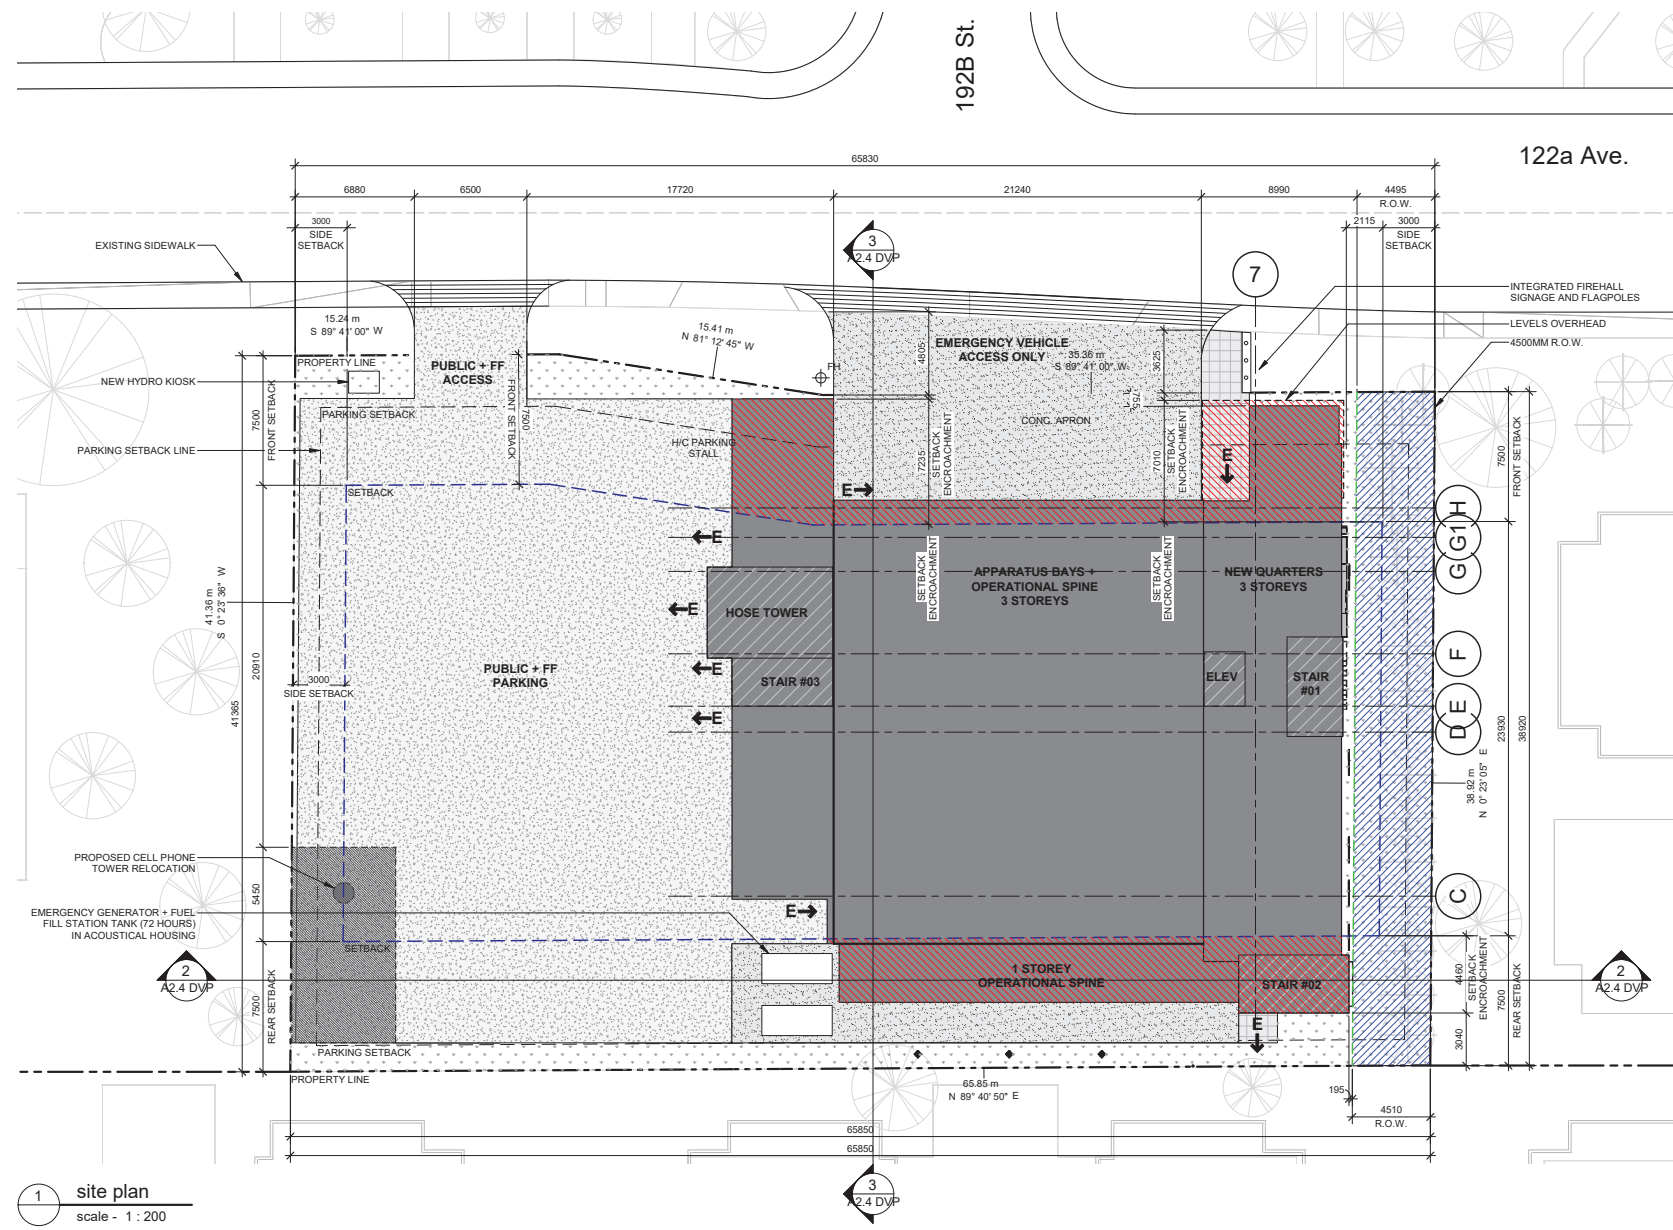 192B St.
122a Ave.
65830
6880
6500
17720
21240
8990
4495
R.O.W.
3000
SIDE
SETBACK
2115
3000
SIDE
SETBACK
EXISTING SIDEWALK
3
A2.4 DVP
7
INTEGRATED FIREHALL
SIGNAGE AND FLAGPOLES
LEVELS OVERHEAD
4500MM R.O.W.
15.24 m
S 89° 41' 00" W
15.41 m
N 81° 12' 45" W
PROPERTY LINE
NEW HYDRO KIOSK
PUBLIC + FF
ACCESS
FH
4805
EMERGENCY VEHICLE
ACCESS ONLY
35.36 m
S 89° 41' 00" W
3625
755
7500
FRONT SETBACK
FRONT SETBACK
7500
PARKING SETBACK
PARKING SETBACK LINE
H/C PARKING
STALL
CONC. APRON
7235
SETBACK
ENCROACHMENT
7010
SETBACK
ENCROACHMENT
E
7500
FRONT SETBACK
SETBACK
E
H
G1
G
F
E
D
C
E
E
E
E
SETBACK
ENCROACHMENT
SETBACK
ENCROACHMENT
APPARATUS BAYS +
OPERATIONAL SPINE
3 STOREYS
NEW QUARTERS
3 STOREYS
HOSE TOWER
STAIR #03
ELEV
STAIR
#01
41.36 m
S 0° 23' 36" W
20910
41365
3000
SIDE SETBACK
PUBLIC + FF
PARKING
23930
38920
38.92 m
N 0° 23' 05" E
PROPOSED CELL PHONE
TOWER RELOCATION
5450
EMERGENCY GENERATOR + FUEL
FILL STATION TANK (72 HOURS)
IN ACOUSTICAL HOUSING
E
SETBACK
2
A2.4 DVP
7500
REAR SETBACK
1 STOREY
OPERATIONAL SPINE
STAIR #02
4460
SETBACK
ENCROACHMENT
3040
7500
REAR SETBACK
2
A2.4 DVP
E
PARKING SETBACK
PROPERTY LINE
65.85 m
N 89° 40' 50" E
195
4510
R.O.W.
65850
65850
3
A2.4 DVP
1
site plan
scale - 1 : 200